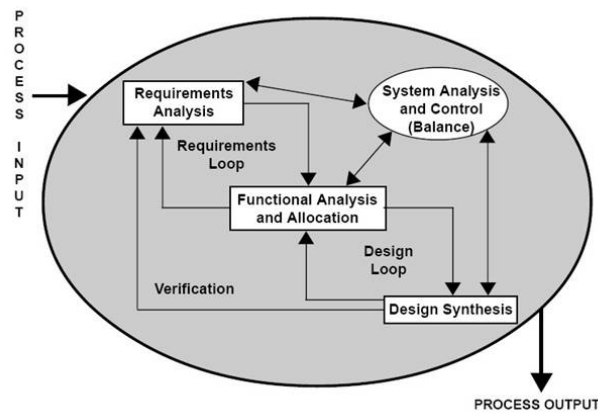 PROCESS INPUT
Requirements
Analysis
System Analysis
and Control
(Balance)
Requirements
Loop
Functional Analysis
and Allocation
Design
Loop
Verification
Design Synthesis
PROCESS OUTPUT